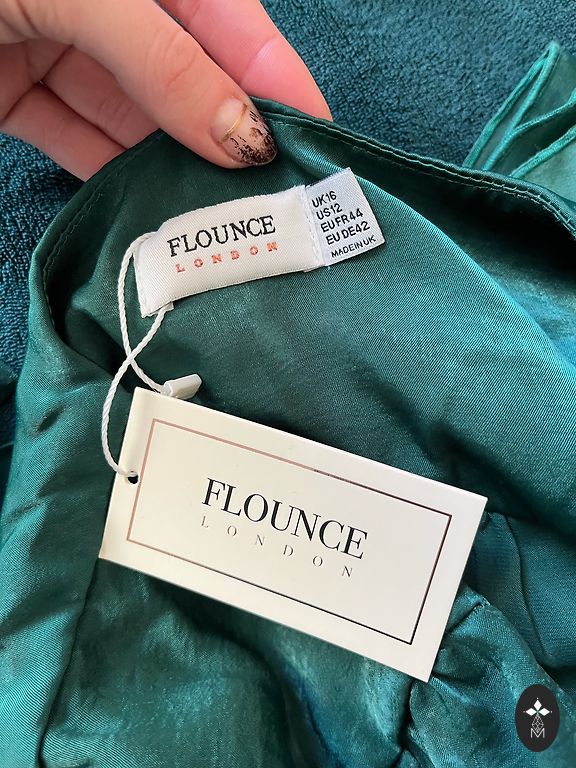 FLOUNCE
LONDON
UK16
US12
EU FR44
EU DE42
MADE IN UK
FLOUNCE
LONDON
M